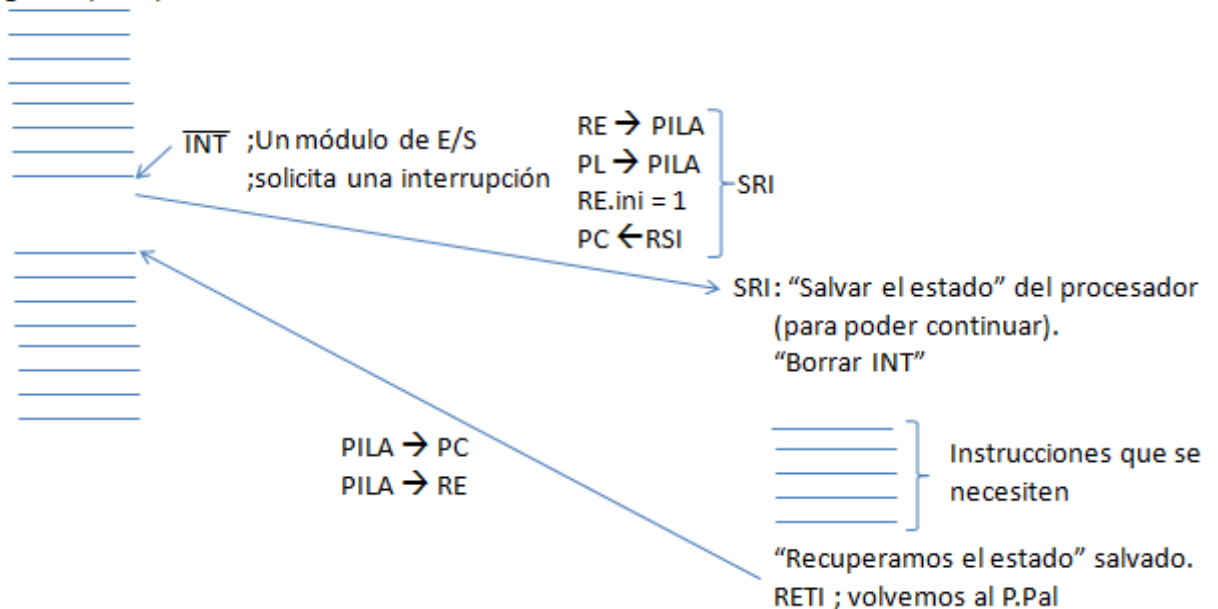 INT ;Un módulo de E/S
;solicita una interrupción
RE → PILA
PL → PILA
RE.ini = 1
PC ← RSI
SRI
SRI: “Salvar el estado” del procesador
(para poder continuar).
“Borrar INT”
PILA → PC
PILA → RE
Instrucciones que se
necesiten
“Recuperamos el estado” salvado.
RETI ; volvemos al P.Pal